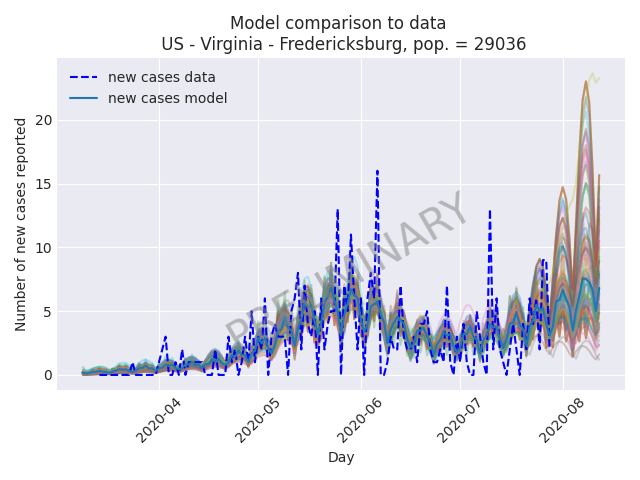 Model comparison to data
US - Virginia - Fredericksburg, pop. = 29036
new cases data
new cases model
PRELIMINARY
Number of new cases reported
20
15
10
5
0
2020-04
2020-05
2020-06
2020-07
2020-08
Day